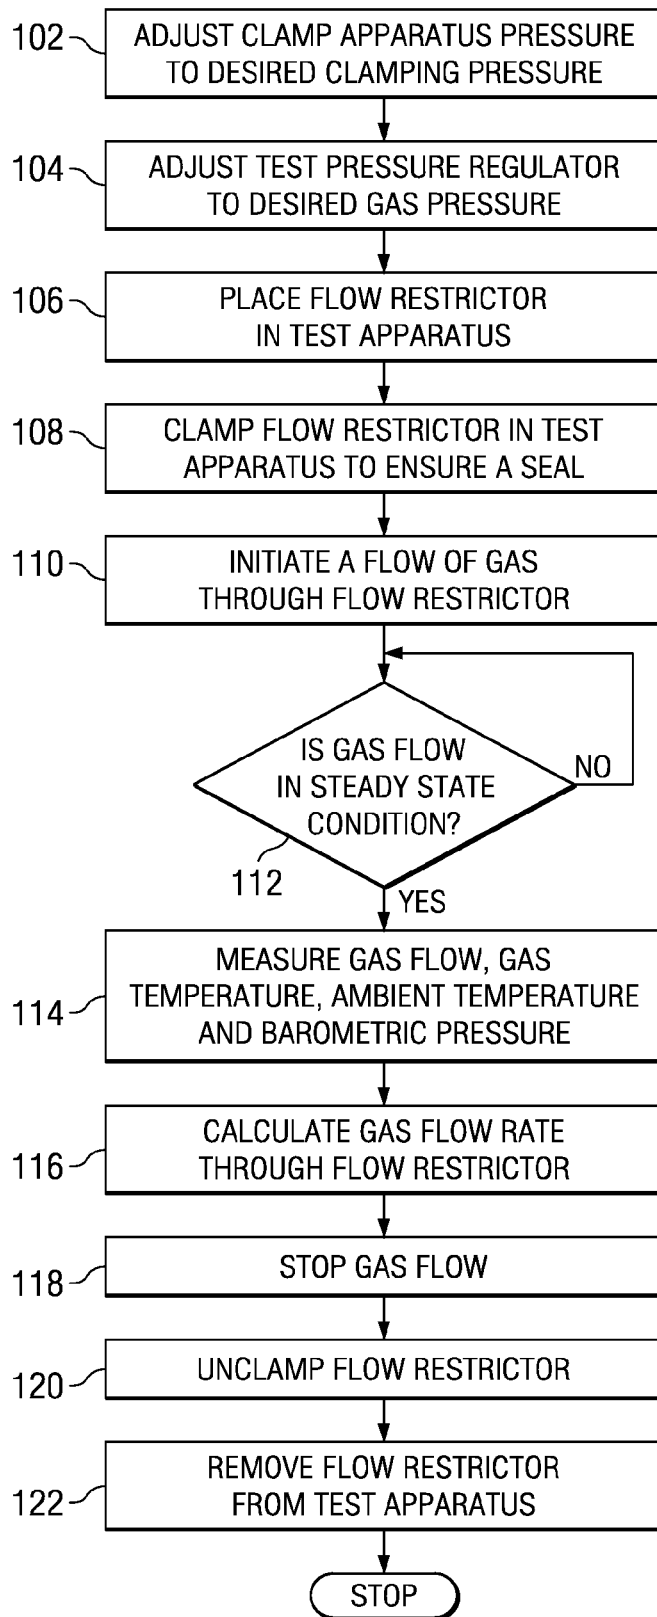 102
ADJUST CLAMP APPARATUS PRESSURE
TO DESIRED CLAMPING PRESSURE
104
ADJUST TEST PRESSURE REGULATOR
TO DESIRED GAS PRESSURE
106
PLACE FLOW RESTRICTOR
IN TEST APPARATUS
108
CLAMP FLOW RESTRICTOR IN TEST
APPARATUS TO ENSURE A SEAL
110
INITIATE A FLOW OF GAS
THROUGH FLOW RESTRICTOR
IS GAS FLOW
IN STEADY STATE
CONDITION?
NO
112
YES
114
MEASURE GAS FLOW, GAS
TEMPERATURE, AMBIENT TEMPERATURE
AND BAROMETRIC PRESSURE
116
CALCULATE GAS FLOW RATE
THROUGH FLOW RESTRICTOR
118
STOP GAS FLOW
120
UNCLAMP FLOW RESTRICTOR
122
REMOVE FLOW RESTRICTOR
FROM TEST APPARATUS
STOP